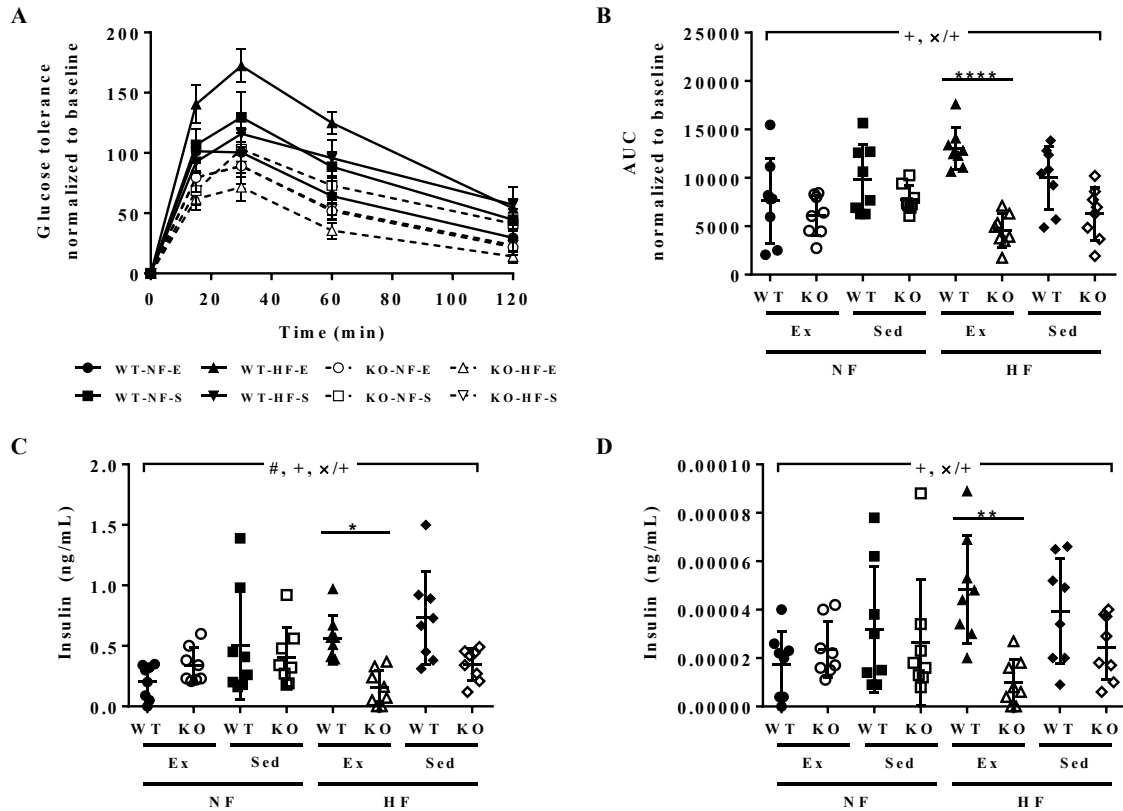 A
Glucose tolerance
normalized to baseline
200
150
100
50
0
0 20 40 60 80 100 120
Time (min)
WT-NF-E WT-HF-E KO-NF-E KO-HF-E
WT-NF-S WT-HF-S KO-NF-S KO-HF-S
B
AUC
normalized to baseline
25000
20000
15000
10000
5000
0
+, ×/+
****
WT KO WT KO WT KO WT KO
Ex Sed Ex Sed
NF HF
C
Insulin (ng/mL)
2.0
1.5
1.0
0.5
0.0
#, +, ×/+
*
WT KO WT KO WT KO WT KO
Ex Sed Ex Sed
NF HF
D
Insulin (ng/mL)
0.00010
0.00008
0.00006
0.00004
0.00002
0.00000
+, ×/+
**
WT KO WT KO WT KO WT KO
Ex Sed Ex Sed
NF HF